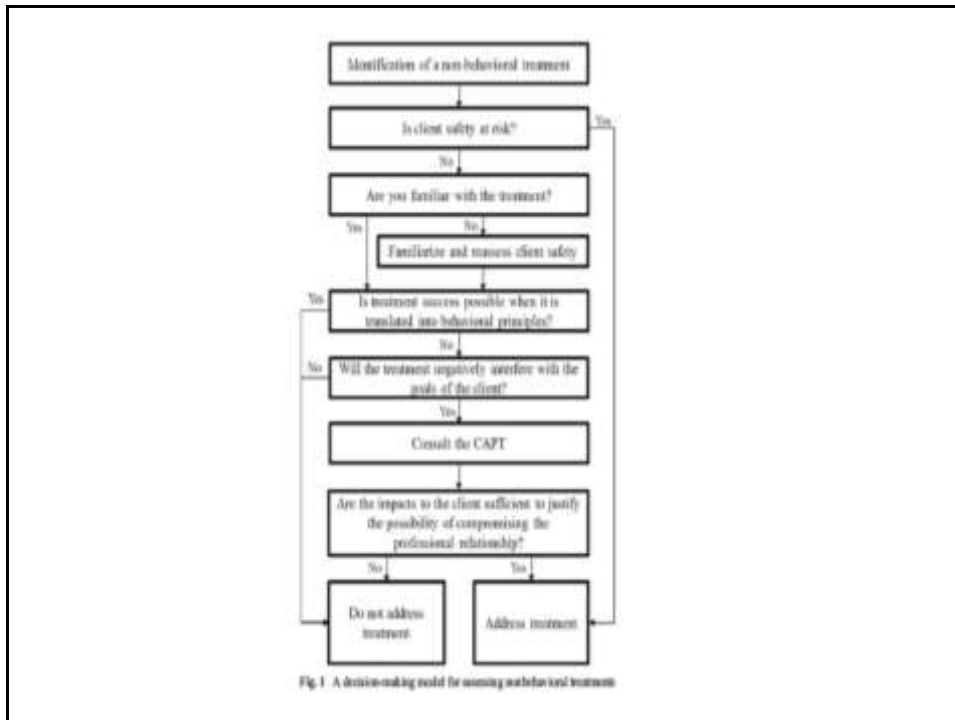 Identification of a non-behavioral treatment
Is client safety at risk?
Yes
No
Are you familiar with the treatment?
Yes
No
Familiarize and reassess client safety
Yes
Is treatment success possible when it is
translated into behavioral principles?
No
No
Will the treatment negatively interfere with the
goals of the client?
Yes
Consult the CAPT
Are the impacts to the client sufficient to justify
the possibility of compromising the
professional relationship?
No
Yes
Do not address
treatment
Address treatment
Fig. 1 A decision-making model for assessing nonbehavioral treatments